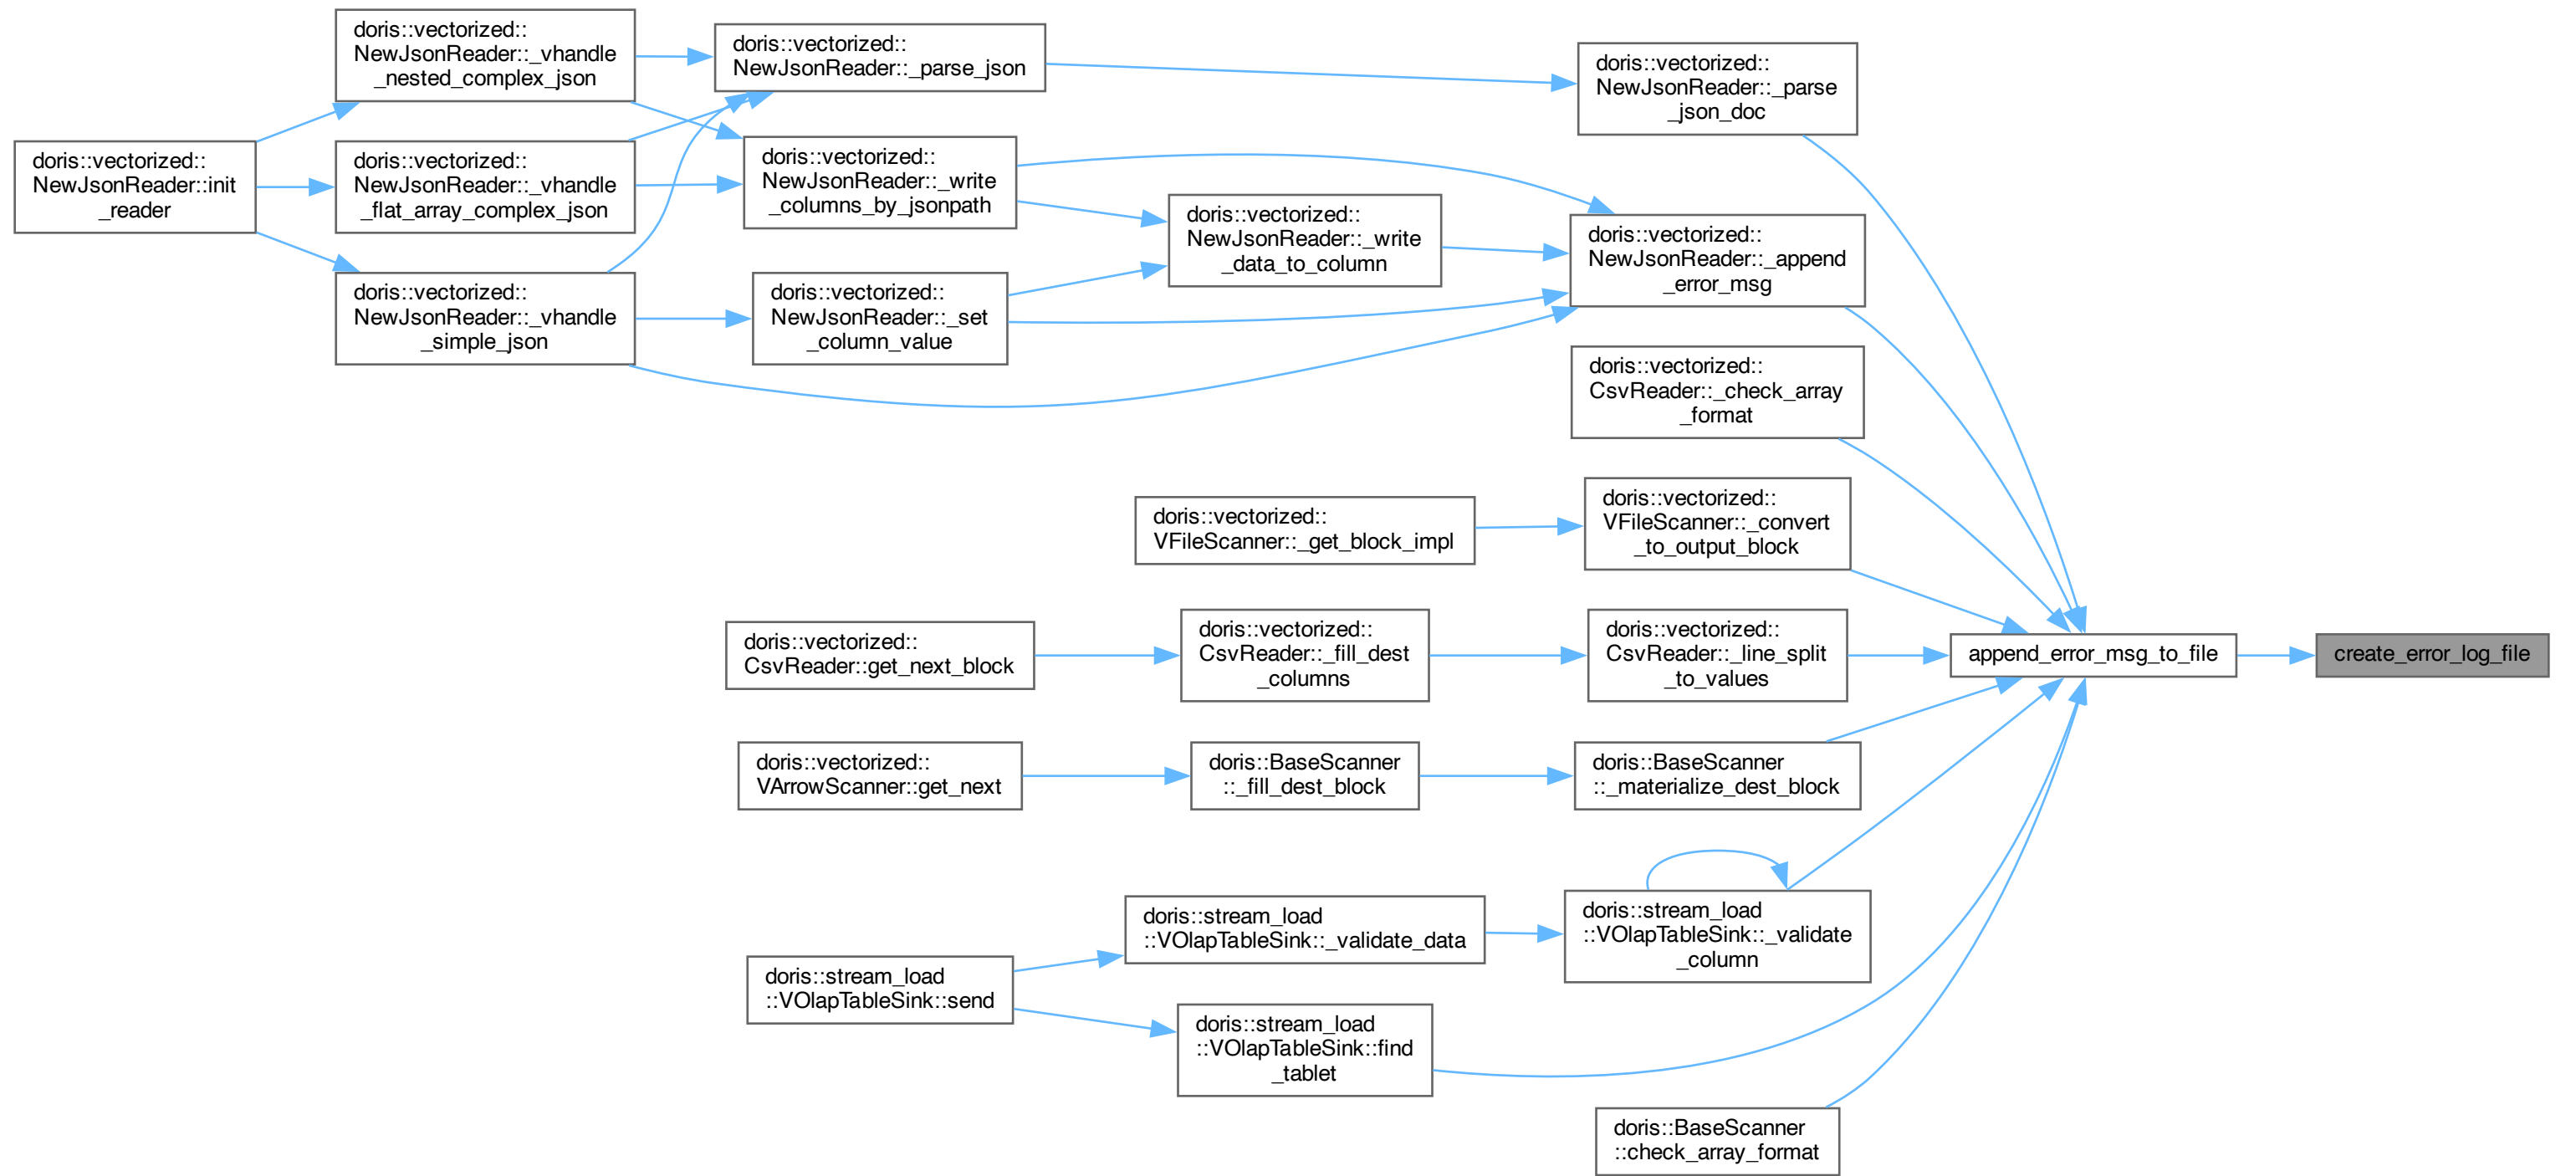 doris::vectorized::
NewJsonReader::_vhandle
_nested_complex_json
doris::vectorized::
NewJsonReader::_parse_json
doris::vectorized::
NewJsonReader::_parse
_json_doc
doris::vectorized::
NewJsonReader::init
_reader
doris::vectorized::
NewJsonReader::_vhandle
_flat_array_complex_json
doris::vectorized::
NewJsonReader::_write
_columns_by_jsonpath
doris::vectorized::
NewJsonReader::_write
_data_to_column
doris::vectorized::
NewJsonReader::_append
_error_msg
doris::vectorized::
NewJsonReader::_vhandle
_simple_json
doris::vectorized::
NewJsonReader::_set
_column_value
doris::vectorized::
CsvReader::_check_array
_format
doris::vectorized::
VFileScanner::_get_block_impl
doris::vectorized::
VFileScanner::_convert
_to_output_block
doris::vectorized::
CsvReader::get_next_block
doris::vectorized::
CsvReader::_fill_dest
_columns
doris::vectorized::
CsvReader::_line_split
_to_values
append_error_msg_to_file
create_error_log_file
doris::vectorized::
VArrowScanner::get_next
doris::BaseScanner
::_fill_dest_block
doris::BaseScanner
::_materialize_dest_block
doris::stream_load
::VOlapTableSink::_validate_data
doris::stream_load
::VOlapTableSink::_validate
_column
doris::stream_load
::VOlapTableSink::send
doris::stream_load
::VOlapTableSink::find
_tablet
doris::BaseScanner
::check_array_format